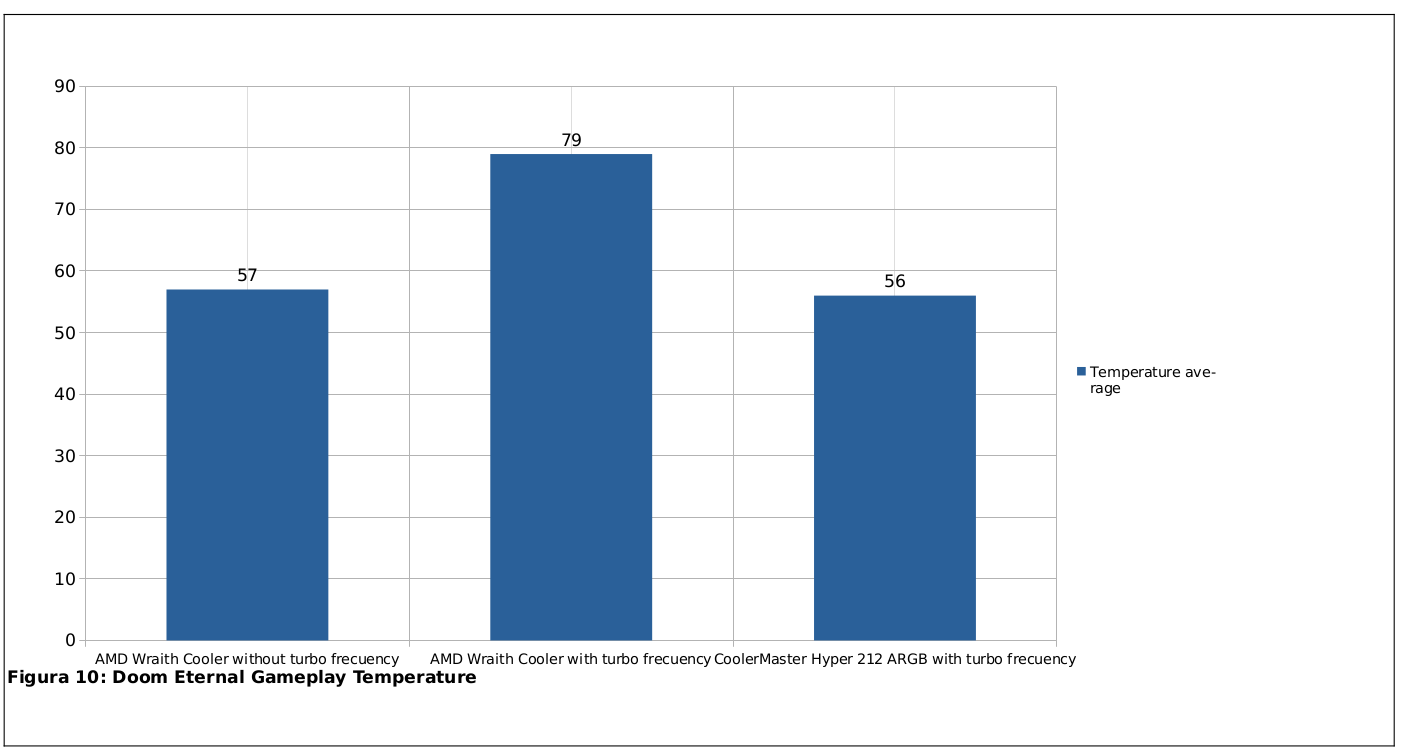 90
80
70
60
50
40
30
20
10
0
79
57
56
Temperature ave-
rage
AMD Wraith Cooler without turbo frecuency
AMD Wraith Cooler with turbo frecuency
CoolerMaster Hyper 212 ARGB with turbo frecuency
Figura 10: Doom Eternal Gameplay Temperature